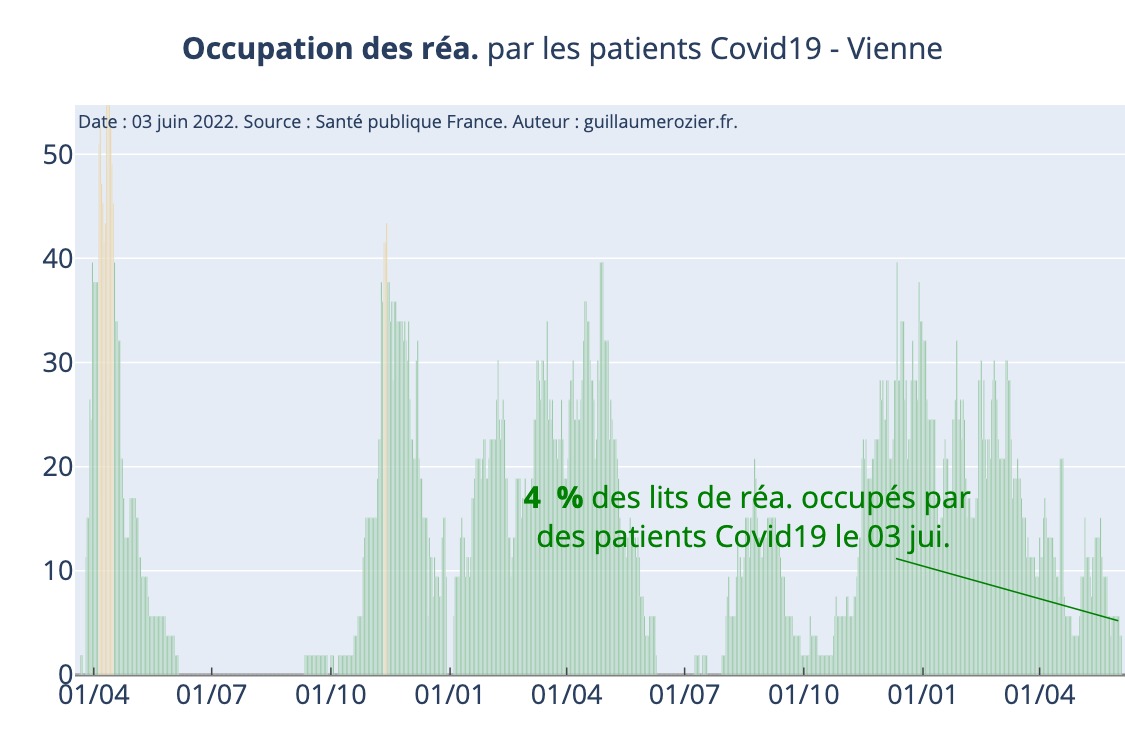 Occupation des réa. par les patients Covid19 - Vienne
Date : 03 juin 2022. Source : Santé publique France. Auteur : guillaumerozier.fr.
50
40
30
20
4 % des lits de réa. occupés par
des patients Covid19 le 03 jui.
10
0
01/04 01/07 01/10 01/01 01/04 01/07 01/10 01/01 01/04